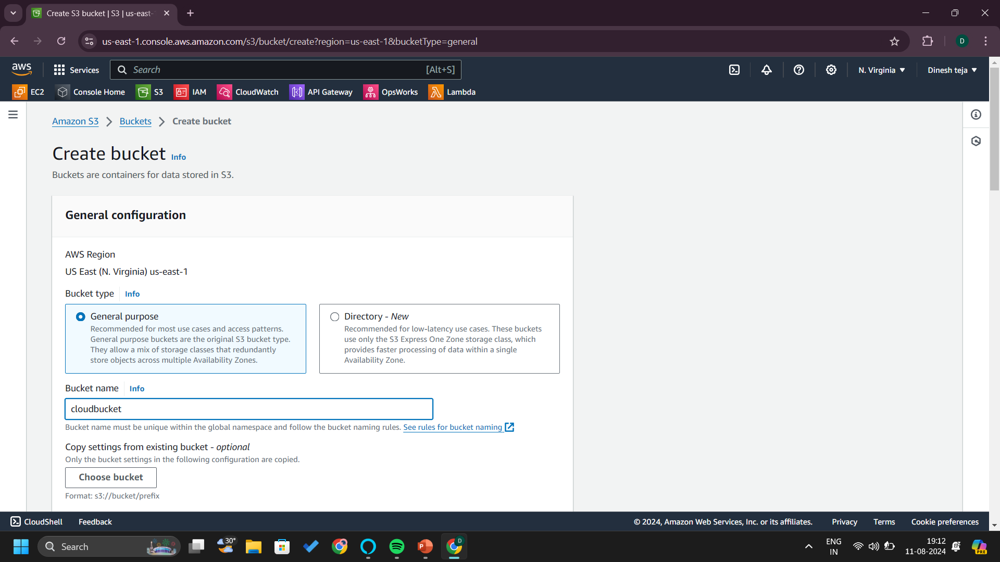 Create S3 bucket | S3 | us-east-
us-east-1.console.aws.amazon.com/s3/bucket/create?region=us-east-1&bucketType=general
D
aws
Services
Search
[Alt+S]
N. Virginia
Dinesh teja
EC2
Console Home
S3
IAM
CloudWatch
API Gateway
OpsWorks
Lambda
Amazon S3
Buckets
Create bucket
Create bucket Info
Buckets are containers for data stored in S3.
General configuration
AWS Region
US East (N. Virginia) us-east-1
Bucket type Info
General purpose
Recommended for most use cases and access patterns.
General purpose buckets are the original S3 bucket type.
They allow a mix of storage classes that redundantly
store objects across multiple Availability Zones.
Directory - New
Recommended for low-latency use cases. These buckets
use only the S3 Express One Zone storage class, which
provides faster processing of data within a single
Availability Zone.
Bucket name Info
cloudbucket
Bucket name must be unique within the global namespace and follow the bucket naming rules. See rules for bucket naming
Copy settings from existing bucket - optional
Only the bucket settings in the following configuration are copied.
Choose bucket
Format: s3://bucket/prefix
CloudShell
Feedback
© 2024, Amazon Web Services, Inc. or its affiliates.
Privacy
Terms
Cookie preferences
Search
30°
P
D
ENG
IN
19:12
11-08-2024
PRE